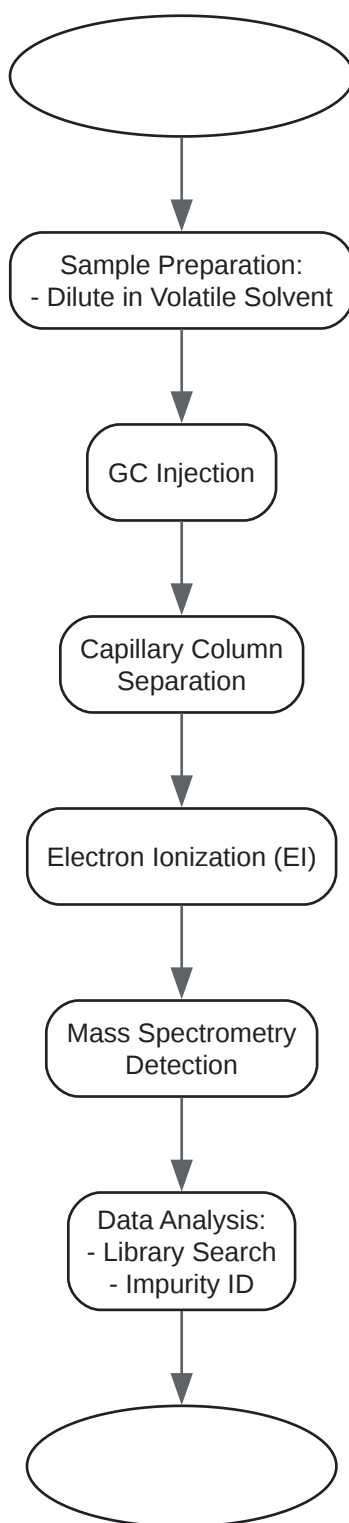 Sample Preparation:
- Dilute in Volatile Solvent
GC Injection
Capillary Column
Separation
Electron Ionization (EI)
Mass Spectrometry
Detection
Data Analysis:
- Library Search
- Impurity ID